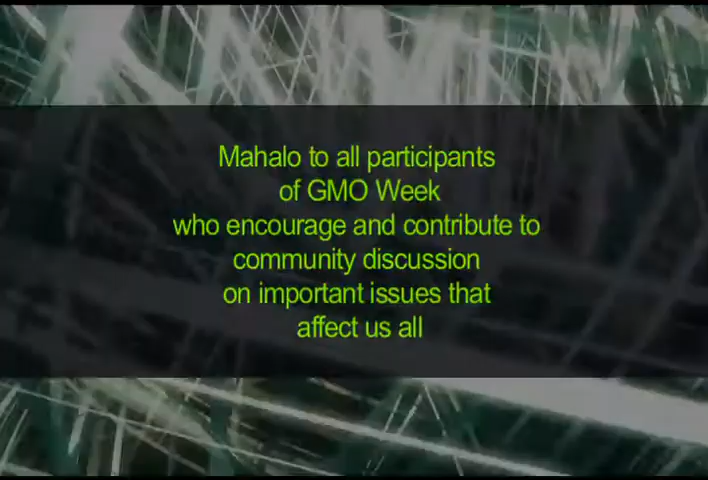 Mahalo to all participants
of GMO Week
who encourage and contribute to
community discussion
on important issues that
affect us all